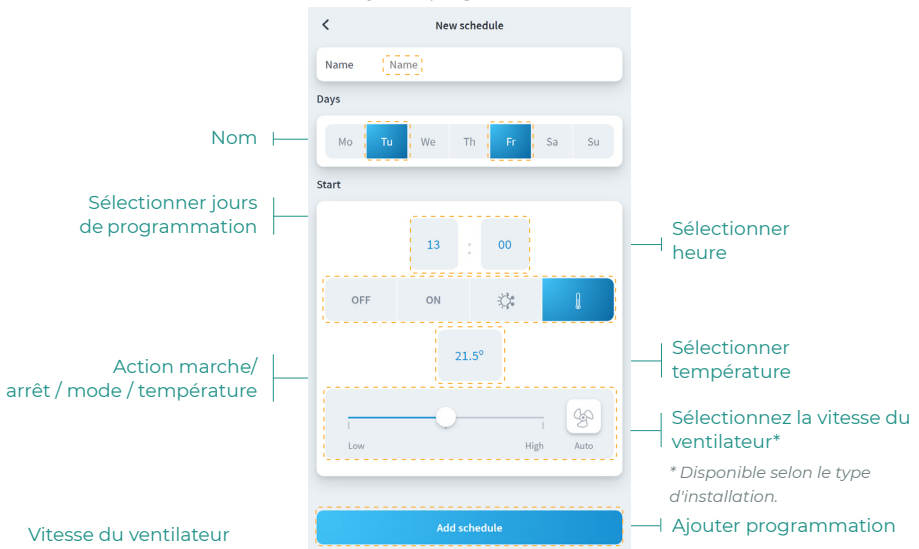 New schedule
Name Name
Days
Mo Tu We Th Fr Sa Su
Start
13 : 00
OFF ON
21.5°
Low High Auto
Add schedule
Nom
Sélectionner jours
de programmation
Action marche/
arrêt / mode / température
Vitesse du ventilateur
Sélectionner
heure
Sélectionner
température
Sélectionnez la vitesse du
ventilateur*
* Disponible selon le type
d'installation.
Ajouter programmation